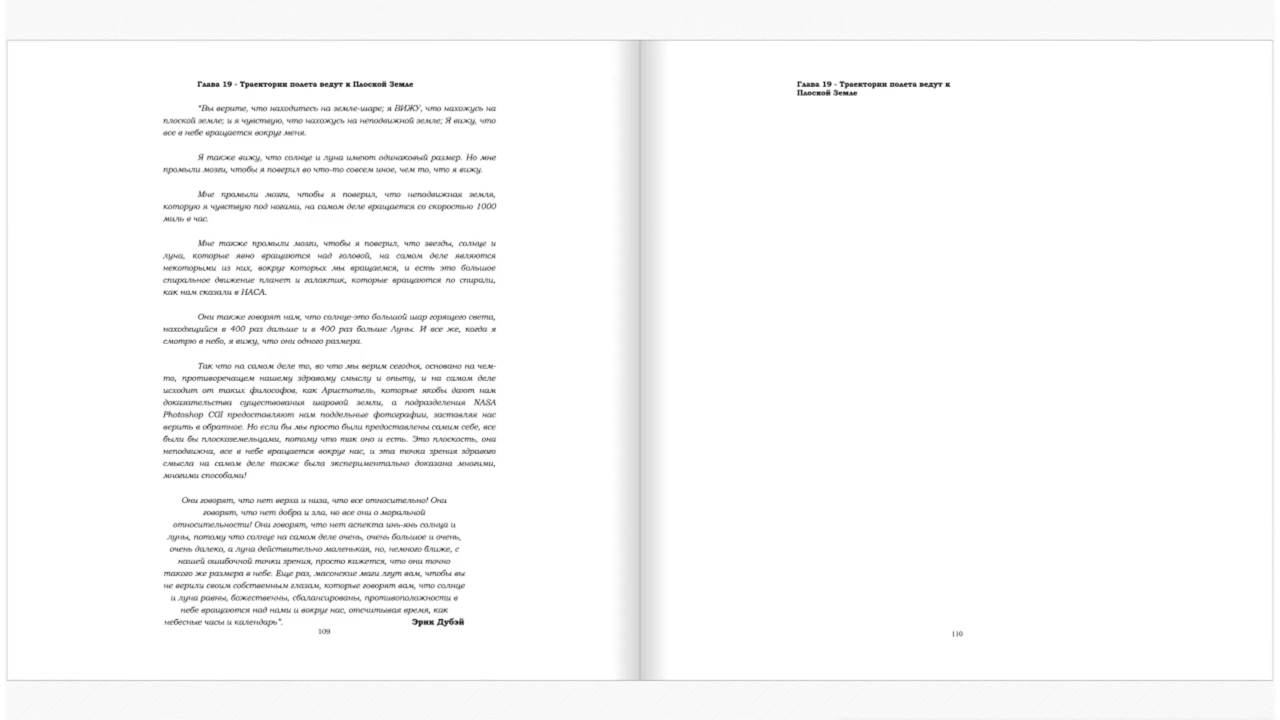 Глава 19 - Траектории полета ведут к Плоской Земле
"Вы верите, что находитесь на земле-шаре; я ВИЖУ, что нахожусь на
плоской земле; и я чувствую, что нахожусь на неподвижной земле; Я вижу, что
все в небе вращается вокруг меня.
Я также вижу, что солнце и луна имеют одинаковый размер. Но мне
промыли мозги, чтобы я поверил во что-то совсем иное, чем то, что я вижу.
Мне промыли мозги, чтобы я поверил, что неподвижная земля,
которую я чувствую под ногами, на самом деле вращается со скоростью 1000
миль в час.
Мне также промыли мозги, чтобы я поверил, что звезды, солнце и
луна, которые явно вращаются над головой, на самом деле являются
некоторыми из них, вокруг которых мы вращаемся, и есть это большое
спиральное движение планет и галактик, которые вращаются по спирали,
как нам сказали в НАСА.
Они также говорят нам, что солнце-это большой шар горящего света,
находящийся в 400 раз дальше и в 400 раз больше Луны. И все же, когда я
смотрю в небо, я вижу, что они одного размера.
Так что на самом деле то, во что мы верим сегодня, основано на чем-
то, противоречащем нашему здравому смыслу и опыту, и на самом деле
исходит от таких философов, как Аристотель, которые якобы дают нам
доказательства существования шаровой земли, а подразделения NASA
Photoshop CGI предоставляют нам поддельные фотографии, заставляя нас
верить в обратное. Но если бы мы просто были предоставлены самим себе, все
были бы плоскоземельцами, потому что так оно и есть. Это плоскость, она
неподвижна, все в небе вращается вокруг нас, и эта точка зрения здравого
смысла на самом деле также была экспериментально доказана многими,
многими способами!
Они говорят, что нет верха и низа, что все относительно! Они
говорят, что нет добра и зла, но все они о моральной
относительности! Они говорят, что нет аспекта инь-янь солнца и
луны, потому что солнце на самом деле очень, очень большое и очень,
очень далеко, а луна действительно маленькая, но, немного ближе, с
нашей ошибочной точки зрения, просто кажется, что они точно
такого же размера в небе. Еще раз, масонские маги лгут вам, чтобы вы
не верили своим собственным глазам, которые говорят вам, что солнце
и луна равны, божественны, сбалансированы, противоположности в
небе вращаются над нами и вокруг нас, отсчитывая время, как
небесные часы и календарь". Эрик Дубэй
109
Глава 19 - Траектории полета ведут к
Плоской Земле
110